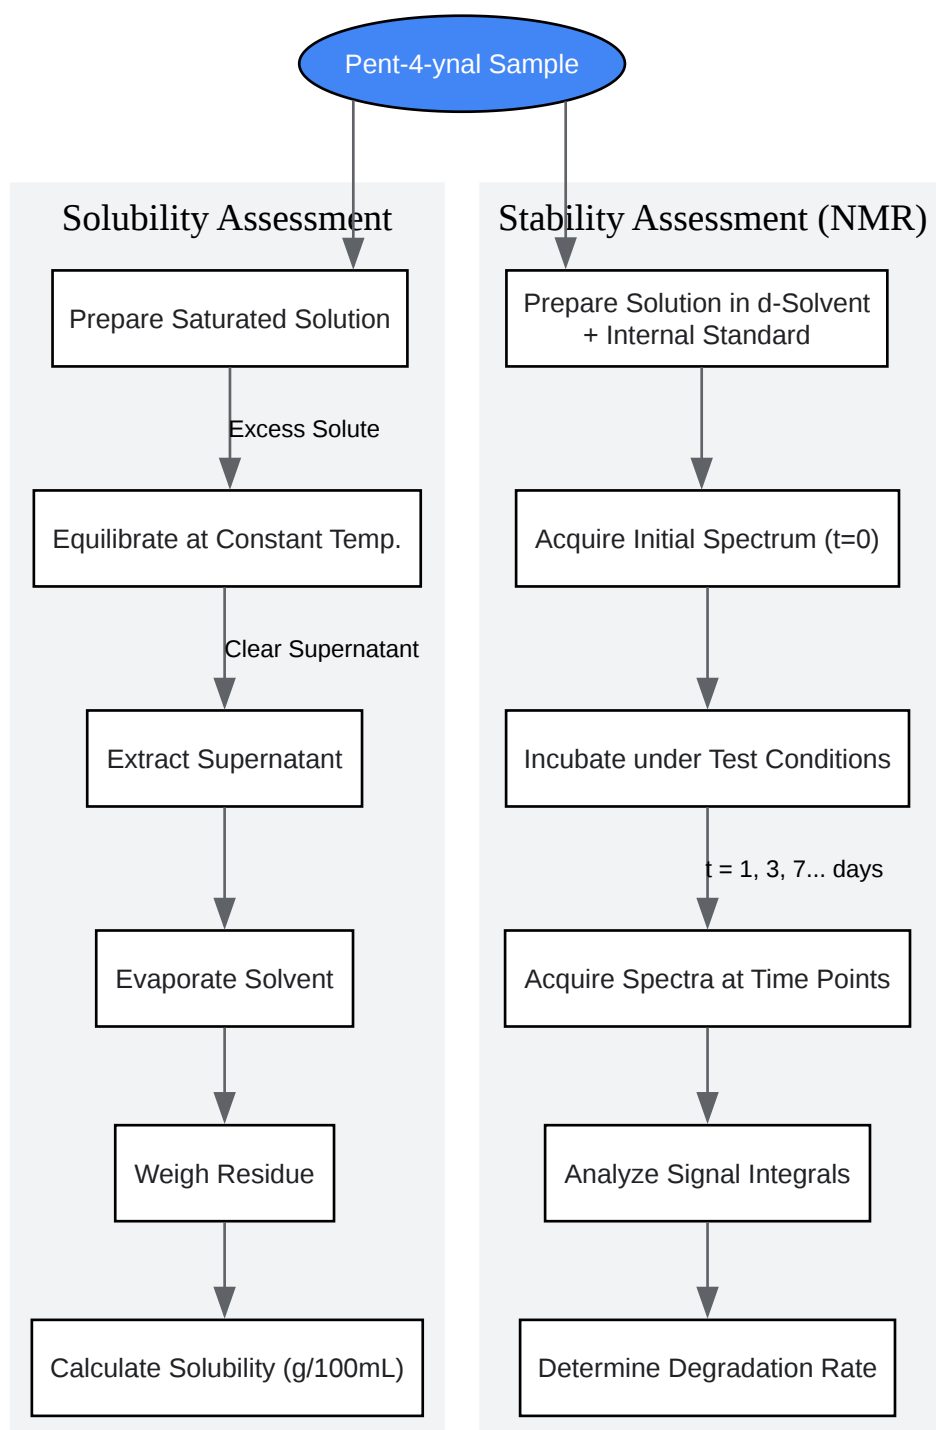 Pent-4-ynal Sample
Solubility Assessment
Prepare Saturated Solution
Excess Solute
Equilibrate at Constant Temp.
Clear Supernatant
Extract Supernatant
Evaporate Solvent
Weigh Residue
Calculate Solubility (g/100mL)
Stability Assessment (NMR)
Prepare Solution in d-Solvent
+ Internal Standard
Acquire Initial Spectrum (t=0)
Incubate under Test Conditions
t = 1, 3, 7... days
Acquire Spectra at Time Points
Analyze Signal Integrals
Determine Degradation Rate